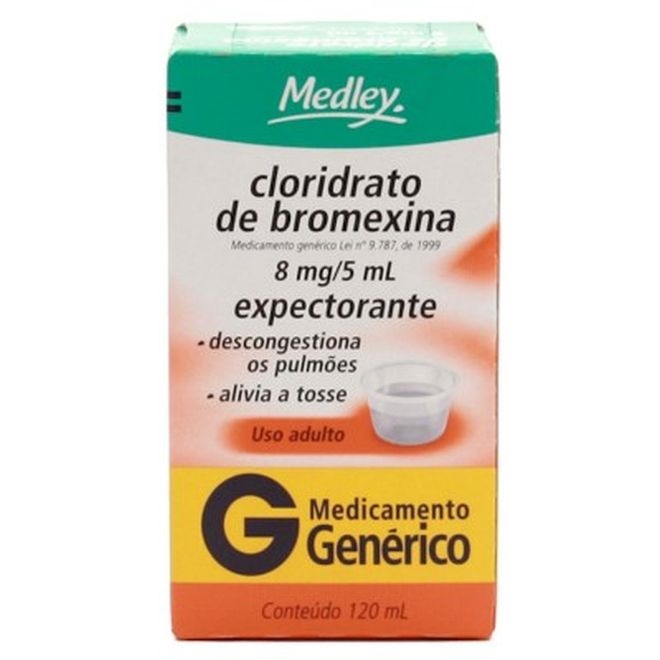 Medley.
cloridrato
de bromexina
Medicamento genérico Lei nº 9.787, de 1999
8 mg/5 mL
expectorante
- descongestiona
os pulmões
- alivia a tosse
Uso adulto
G Medicamento
Genérico
Conteúdo 120 mL